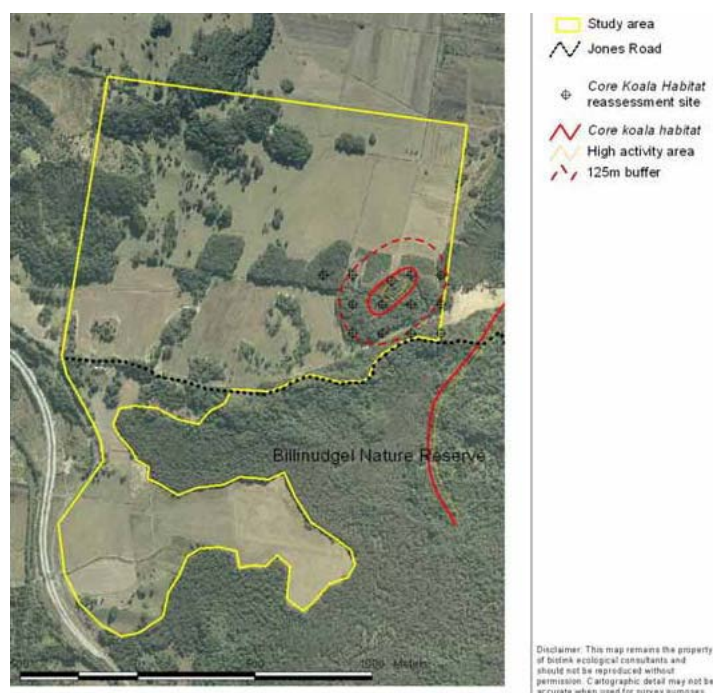 Study area
Jones Road
Core Koala Habitat
reassessment site
Core koala habitat
High activity area
125m buffer
Billinudgel Nature Reserve
Meters
Disclaimer: This map remains the property
of biolink ecological consultants and
should not be reproduced without
permission. Cartographic detail may not be
accurate when used for survey purposes